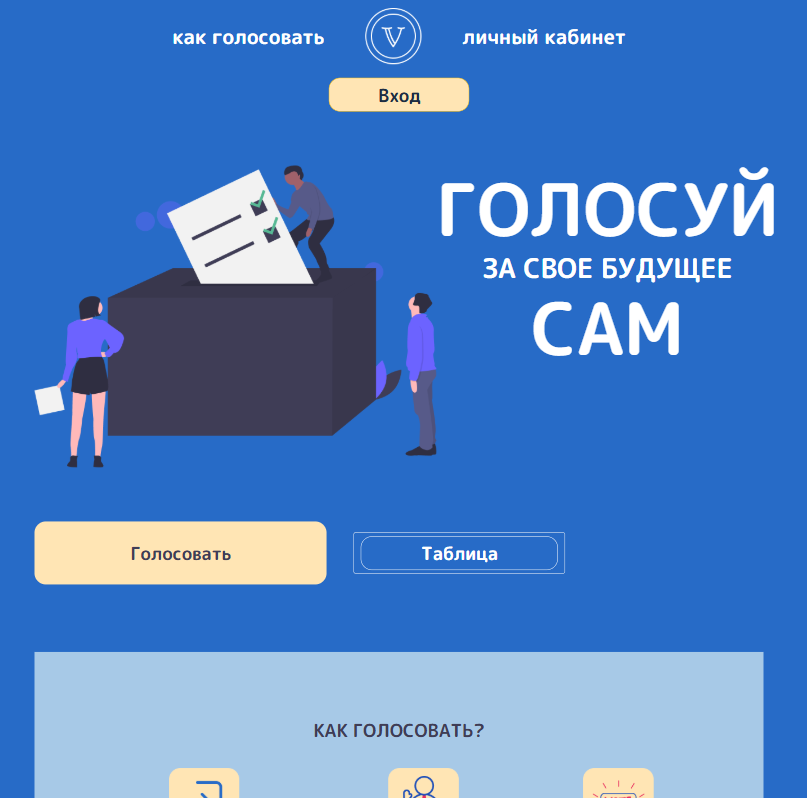 как голосовать
V
личный кабинет
Вход
ГОЛОСУЙ
ЗА СВОЕ БУДУЩЕЕ
САМ
Голосовать
Таблица
КАК ГОЛОСОВАТЬ?